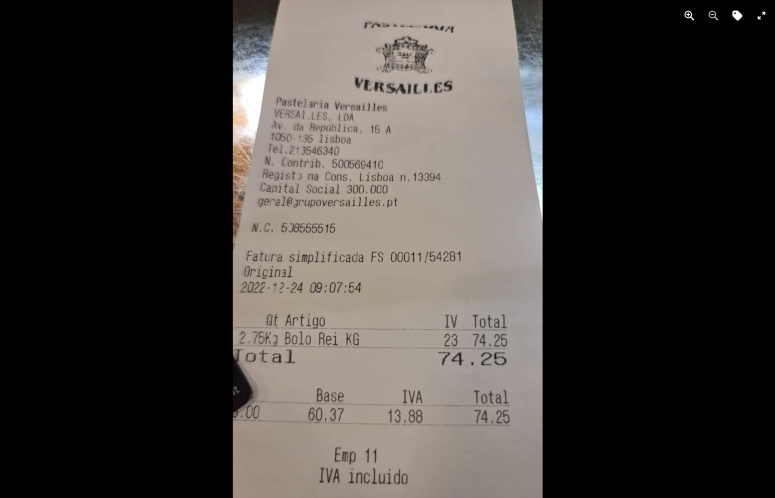 PASTELARIA
VERSAILLES
Pastelaria Versailles
VERSAILLES, LDA
Av. da República, 15 A
1050-185 lisboa
Tel.213546340
N. Contrib. 500569410
Registo na Cons. Lisboa n.13394
Capital Social 300.000
geral@grupoversailles.pt
N.C. 508555515
Fatura simplificada FS 00011/54281
Original
2022-12-24 09:07:54
Qt Artigo IV Total
2.75Kg Bolo Rei KG 23 74.25
Total 74.25
Base IVA Total
.00 60.37 13.88 74.25
Emp 11
IVA incluido